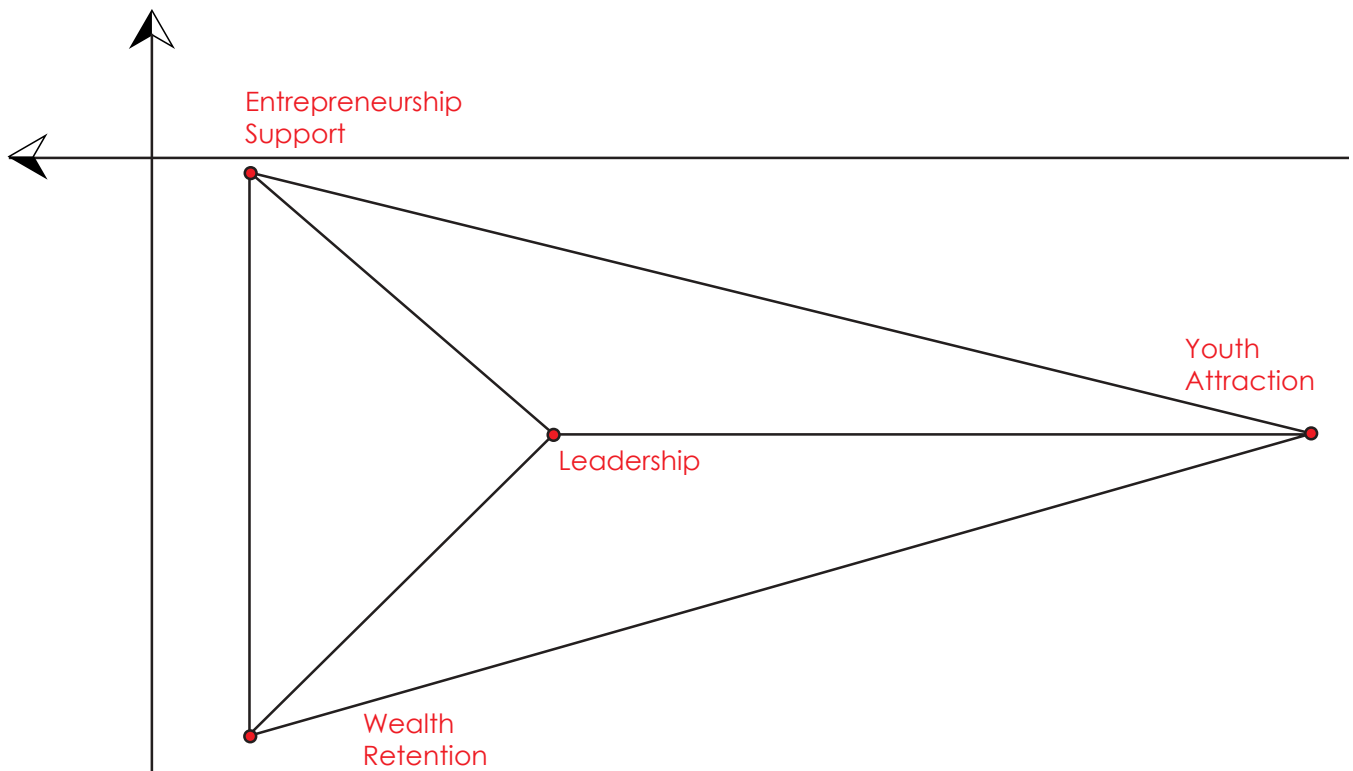 Entrepreneurship
Support
Youth
Attraction
Leadership
Wealth
Retention